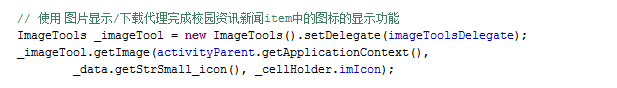 // 使用 图片显示/下载代理完成校园资讯新闻item中的图标的显示功能
ImageTools _imageTool = new ImageTools().setDelegate(imageToolsDelegate);
_imageTool.getImage(activityParent.getApplicationContext(),
_data.getStrSmall_icon(), _cellHolder.imIcon);